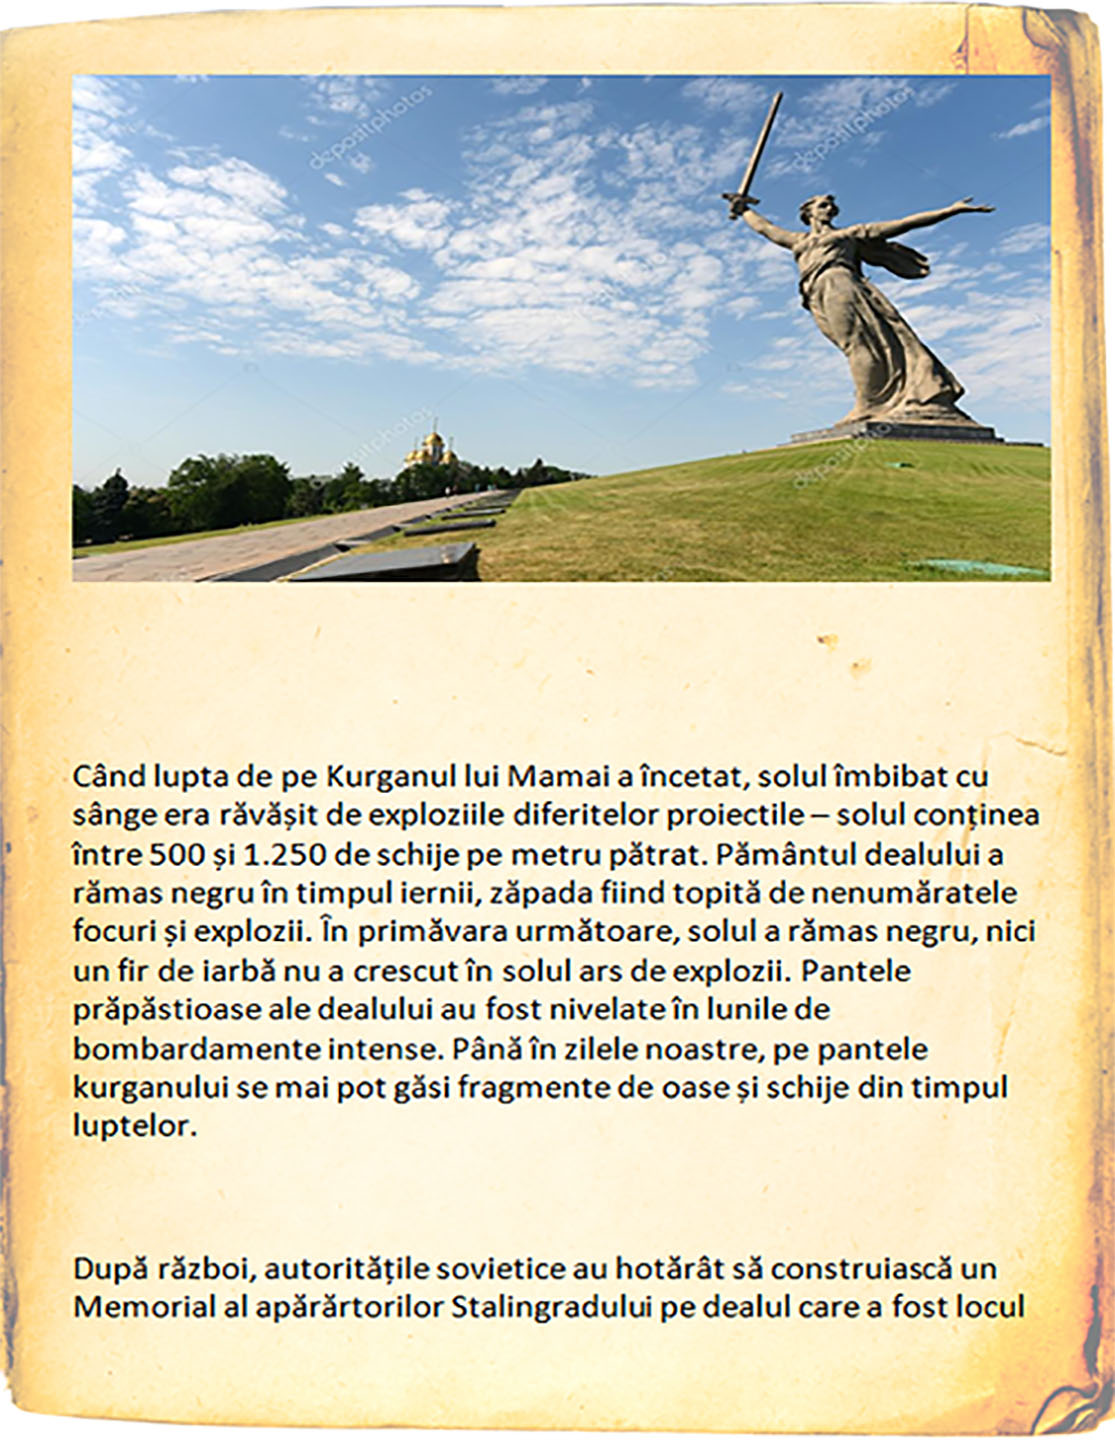 depositphotos
depositphotos
depositphotos
depositphotos
Când lupta de pe Kurganul lui Mamai a încetat, solul îmbibat cu
sânge era răvășit de exploziile diferitelor proiectile – solul conținea
între 500 și 1.250 de schije pe metru pătrat. Pământul dealului a
rămas negru în timpul iernii, zăpada fiind topită de nenumăratele
focuri și explozii. În primăvara următoare, solul a rămas negru, nici
un fir de iarbă nu a crescut în solul ars de explozii. Pantele
prăpăstioase ale dealului au fost nivelate în lunile de
bombardamente intense. Până în zilele noastre, pe pantele
kurganului se mai pot găsi fragmente de oase și schije din timpul
luptelor.
După război, autoritățile sovietice au hotărât să construiască un
Memorial al apărărtorilor Stalingradului pe dealul care a fost locul